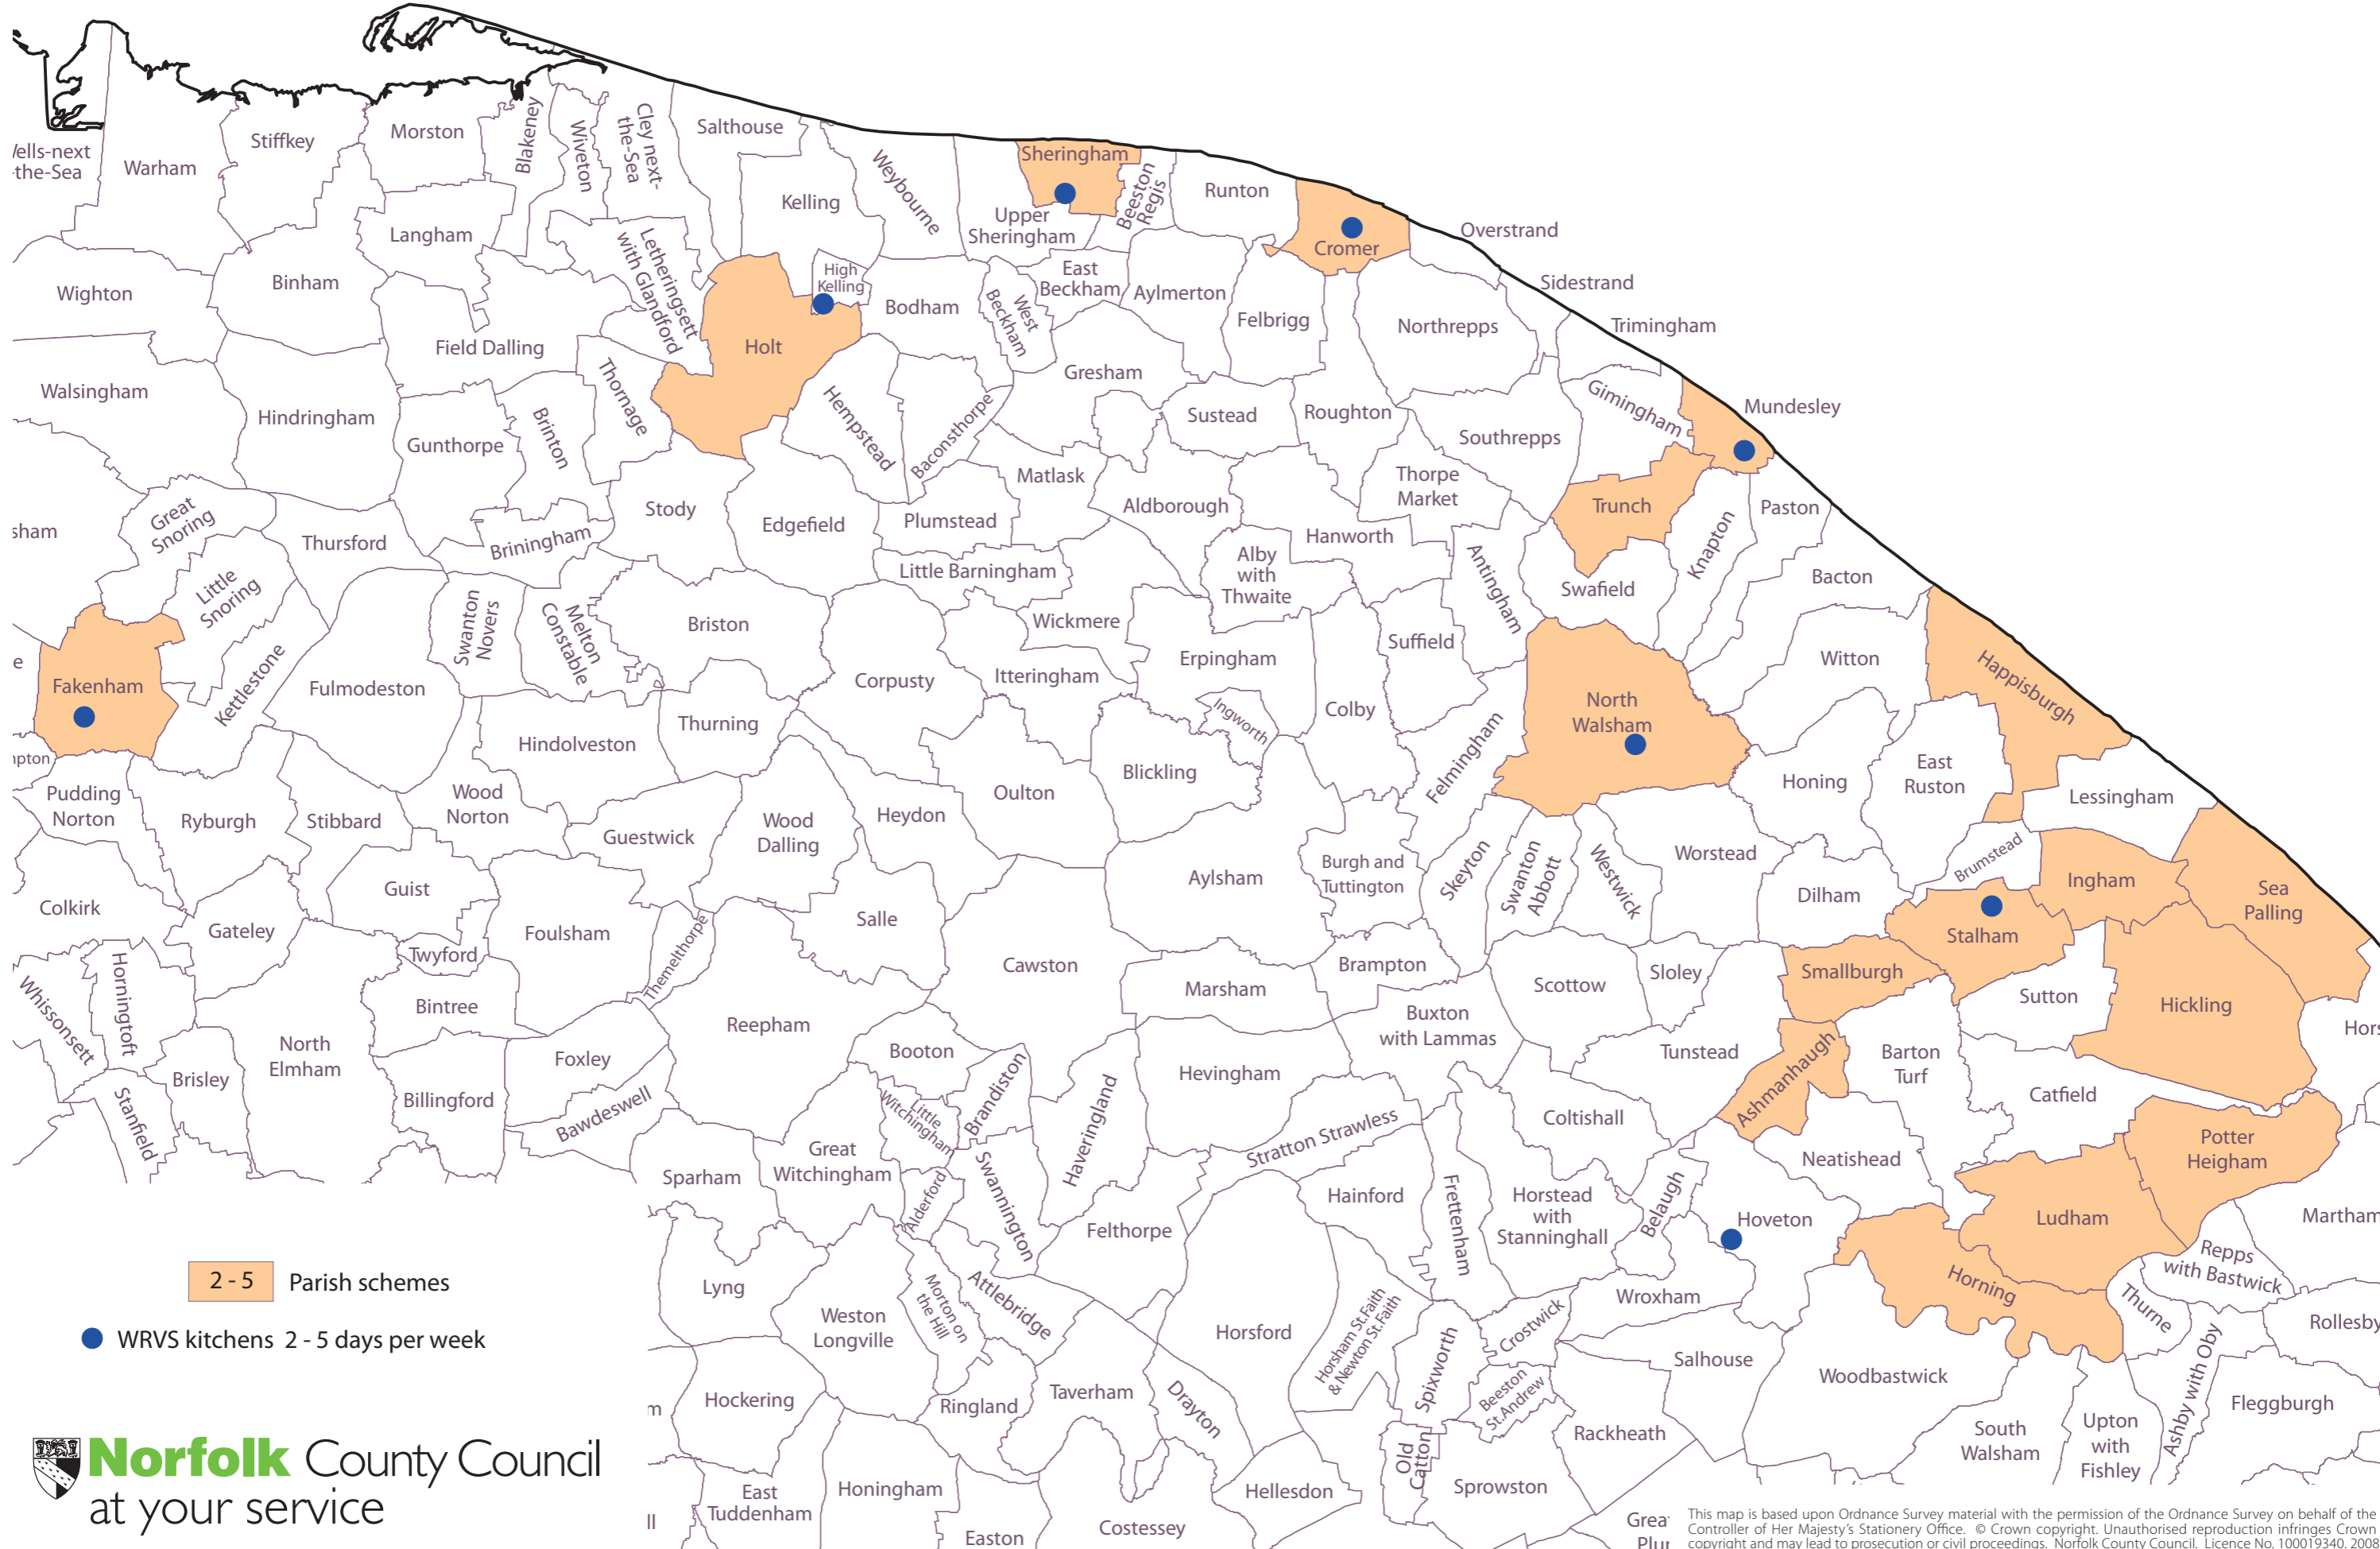 Stiffkey
Morston
Blakeney
Wiveton
Cley next-
the-Sea
Salthouse
Warham
-the-Sea
Langham
Kelling
Weybourne
Sheringham
Upper
Sheringham
Beeston
Regis
Runton
Cromer
Overstrand
Sidestrand
Trimingham
Mundesley
Wighton
Binham
Field Dalling
Letheringsett
with Glandford
High
Kelling
Holt
Bodham
West
Beckham
East
Beckham
Aylmerton
Felbrigg
Northrepps
Gimingham
Walsingham
Hindringham
Gunthorpe
Brinton
Thornage
Hempstead
Baconsthorpe
Gresham
Sustead
Roughton
Southrepps
Thorpe
Market
Trunch
Knapton
Paston
Bacton
sham
Great
Snoring
Thursford
Briningham
Stody
Edgefield
Plumstead
Matlask
Aldborough
Little Barningham
Alby
with
Thwaite
Hanworth
Antingham
Swafield
Little
Snoring
Kettlestone
Fulmodeston
Swanton
Novers
Melton
Constable
Briston
Corpusty
Wickmere
Itteringham
Erpingham
Ingworth
Colby
Suffield
Felmingham
North
Walsham
Witton
Happisburgh
e
Fakenham
Hindolveston
Thurning
Oulton
Blickling
Honing
East
Ruston
Lessingham
Pudding
Norton
Ryburgh
Stibbard
Wood
Norton
Guestwick
Wood
Dalling
Heydon
Aylsham
Burgh and
Tuttington
Skeyton
Swanton
Abbott
Westwick
Worstead
Dilham
Brumstead
Ingham
Sea
Palling
Colkirk
Gateley
Guist
Twyford
Foulsham
Themelthorpe
Salle
Cawston
Marsham
Brampton
Scottow
Sloley
Smallburgh
Stalham
Sutton
Hickling
Hors
Whissonsett
Horningtoft
Brisley
Stanfield
North
Elmham
Bintree
Billingford
Foxley
Bawdeswell
Reepham
Booton
Brandiston
Little
Witchingham
Haveringland
Hevingham
Buxton
with Lammas
Tunstead
Ashmanhaugh
Barton
Turf
Catfield
Potter
Heigham
Stratton Strawless
Coltishall
Neatishead
Ludham
Martham
Sparham
Great
Witchingham
Alderford
Swannington
Felthorpe
Hainford
Frettenham
Horstead
with
Stanninghall
Belaugh
Hoveton
Horning
Repps
with Bastwick
Thurne
Rollesby
Lyng
Weston
Longville
Morton on
the Hill
Attlebridge
Horsford
Horsham St.Faith
& Newton St.Faith
Spixworth
Crostwick
Wroxham
Salhouse
Woodbastwick
Ashby with Oby
Fleggburgh
m
Hockering
Ringland
Taverham
Drayton
Beeston
St.Andrew
Rackheath
South
Walsham
Upton
with
Fishley
ll
East
Tuddenham
Honingham
Easton
Costessey
Hellesdon
Old
Catton
Sprowston
2 - 5 Parish schemes
WRVS kitchens 2 - 5 days per week
Norfolk County Council
at your service
This map is based upon Ordnance Survey material with the permission of the Ordnance Survey on behalf of the
Controller of Her Majesty's Stationery Office. © Crown copyright. Unauthorised reproduction infringes Crown
copyright and may lead to prosecution or civil proceedings. Norfolk County Council. Licence No. 100019340. 2009